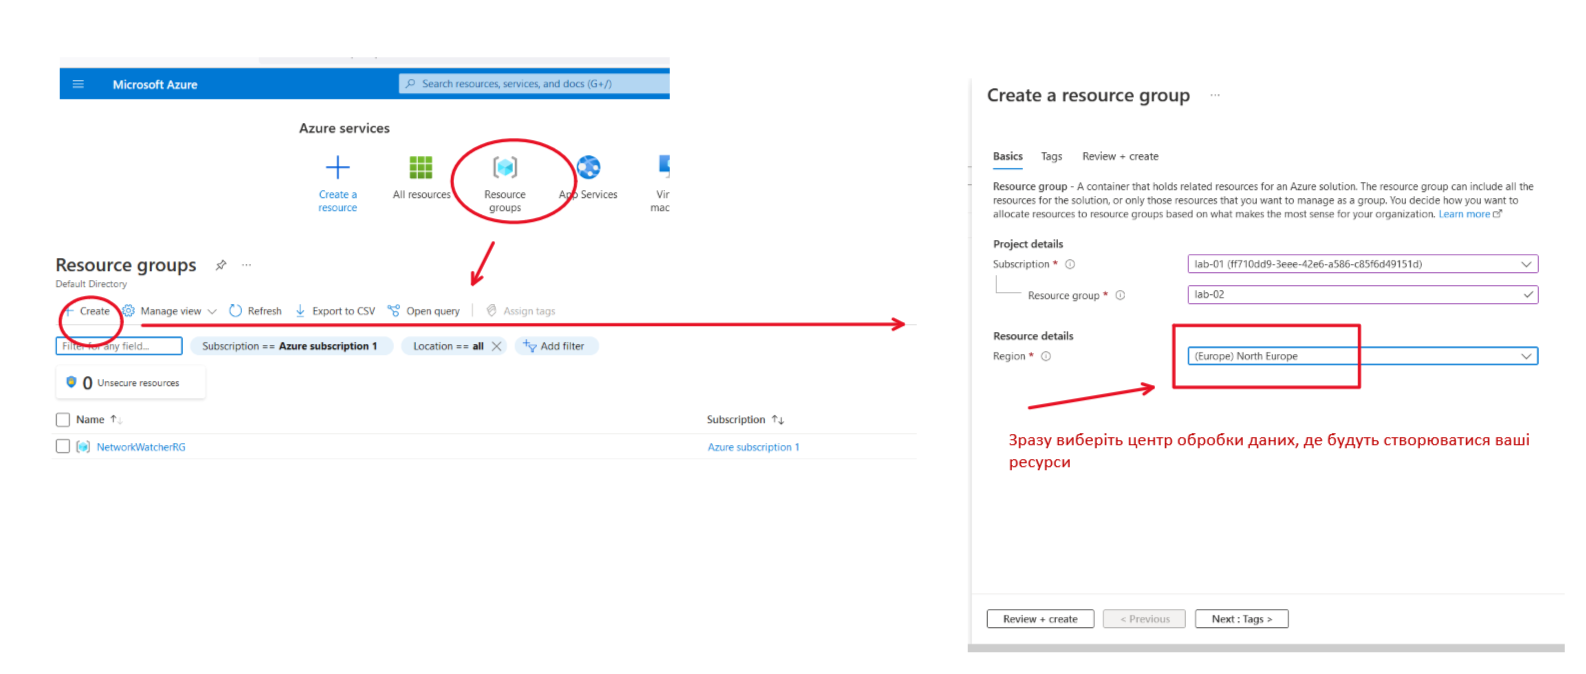 Microsoft Azure
Search resources, services, and docs (G+/)
Azure services
Create a
resource
All resources
Resource
groups
App Services
Vir
mac
Resource groups
Default Directory
Create
Manage view
Refresh
Export to CSV
Open query
Assign tags
Filter for any field...
Subscription == Azure subscription 1
Location == all
Add filter
0 Unsecure resources
Name
Subscription
NetworkWatcherRG
Azure subscription 1
Create a resource group
Basics
Tags
Review + create
Resource group - A container that holds related resources for an Azure solution. The resource group can include all the
resources for the solution, or only those resources that you want to manage as a group. You decide how you want to
allocate resources to resource groups based on what makes the most sense for your organization. Learn more
Project details
Subscription *
lab-01 (ff710dd9-3eee-42e6-a586-c85f6d49151d)
Resource group *
lab-02
Resource details
Region *
(Europe) North Europe
Зразу виберіть центр обробки даних, де будуть створюватися ваші
ресурси
Review + create
< Previous
Next : Tags >